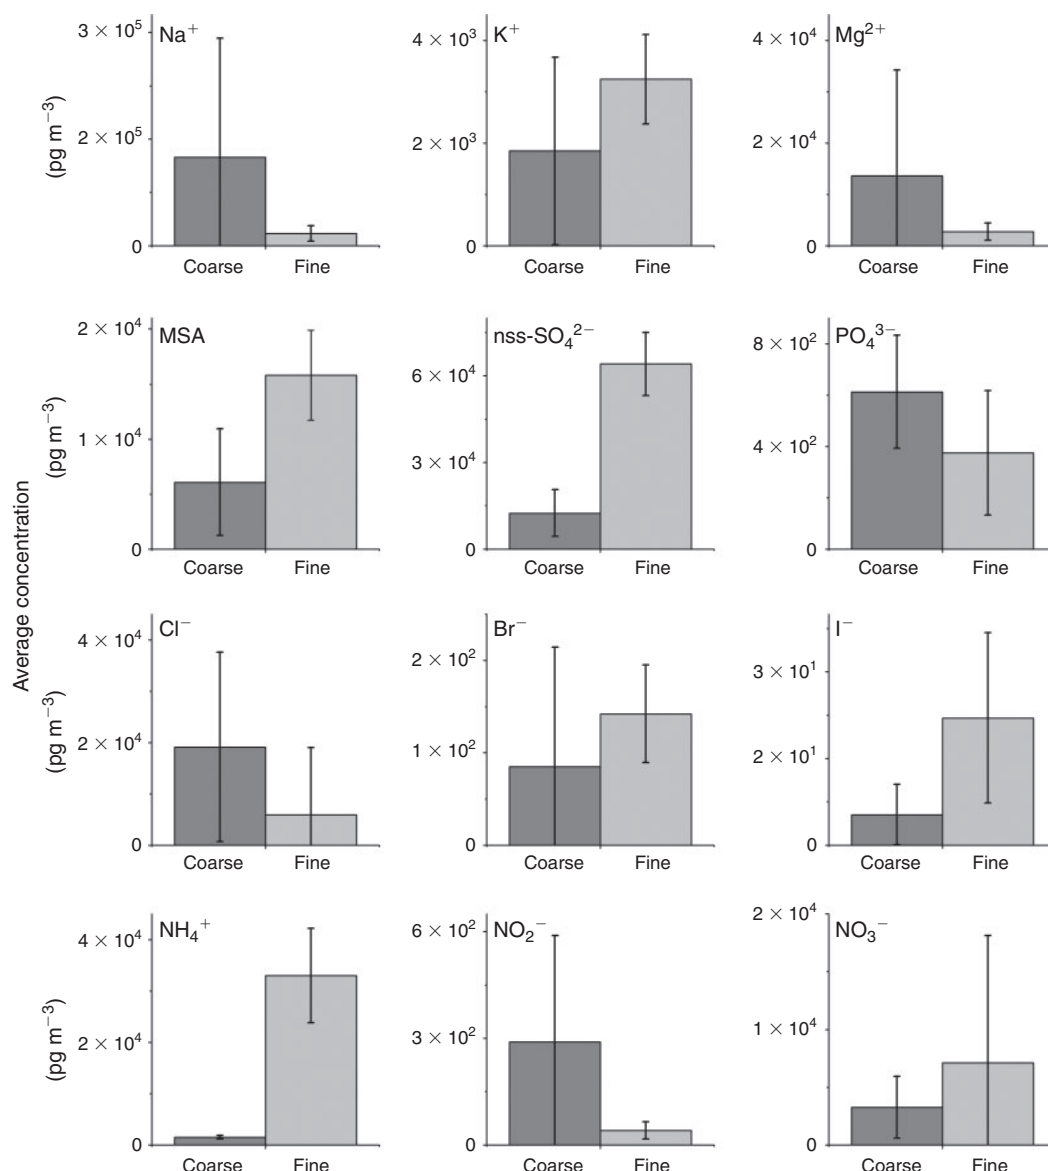 Average concentration
(pg m⁻³)
Na⁺
3 × 10⁵
2 × 10⁵
0
Coarse Fine
K⁺
4 × 10³
2 × 10³
0
Coarse Fine
Mg²⁺
4 × 10⁴
2 × 10⁴
0
Coarse Fine
(pg m⁻³)
MSA
2 × 10⁴
1 × 10⁴
0
Coarse Fine
nss-SO₄²⁻
6 × 10⁴
3 × 10⁴
0
Coarse Fine
PO₄³⁻
8 × 10²
4 × 10²
0
Coarse Fine
(pg m⁻³)
Cl⁻
4 × 10⁴
2 × 10⁴
0
Coarse Fine
Br⁻
2 × 10²
1 × 10²
0
Coarse Fine
I⁻
3 × 10¹
2 × 10¹
0
Coarse Fine
(pg m⁻³)
NH₄⁺
4 × 10⁴
2 × 10⁴
0
Coarse Fine
NO₂⁻
6 × 10²
3 × 10²
0
Coarse Fine
NO₃⁻
2 × 10⁴
1 × 10⁴
0
Coarse Fine